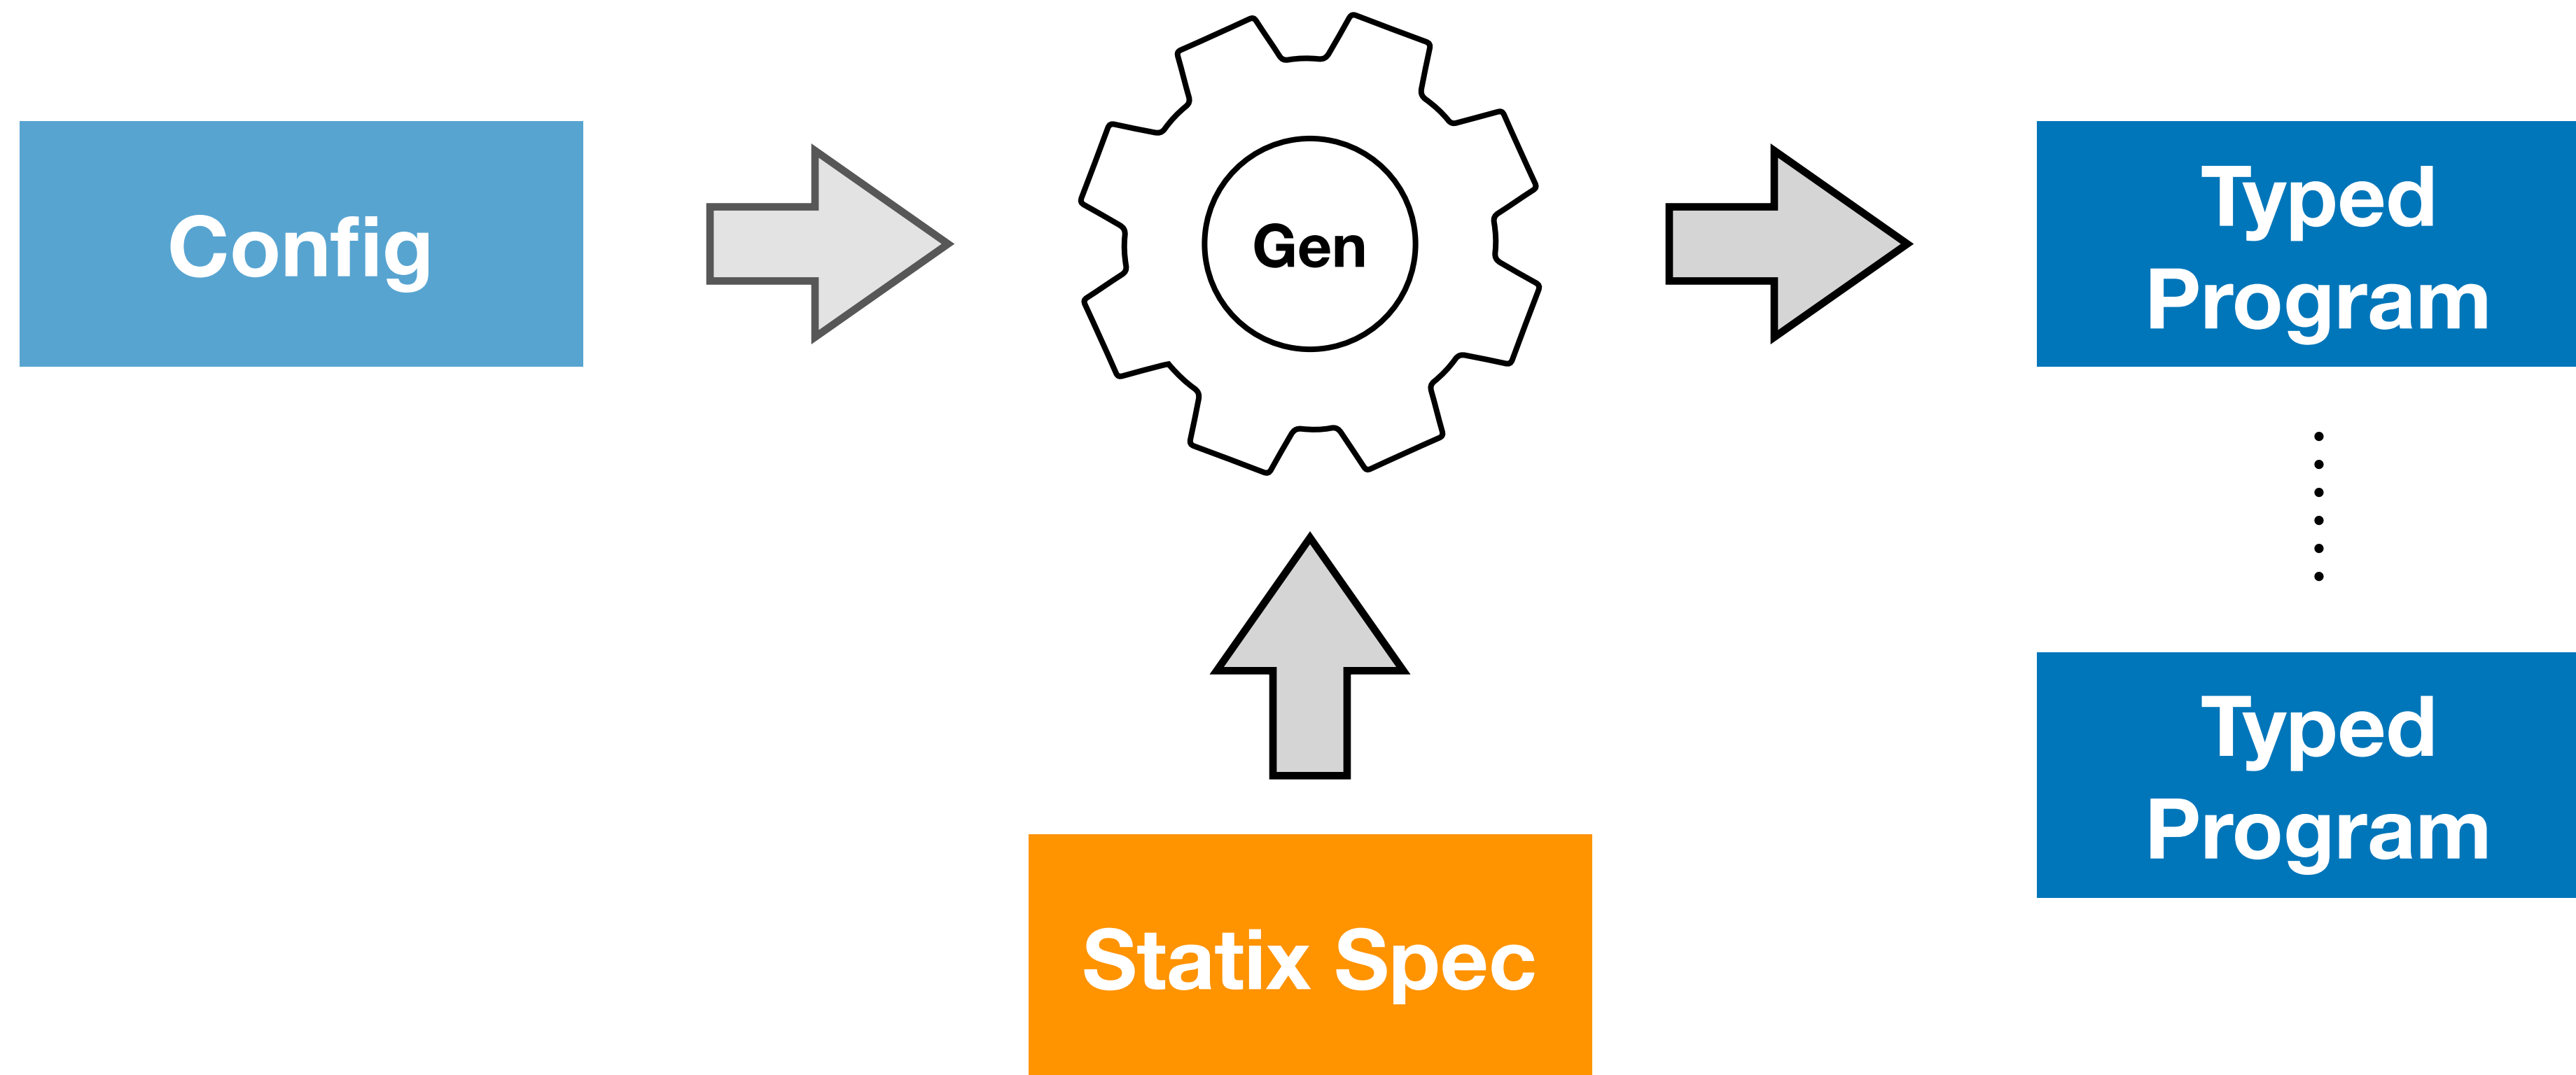 Config
Gen
Typed
Program
Typed
Program
Statix Spec